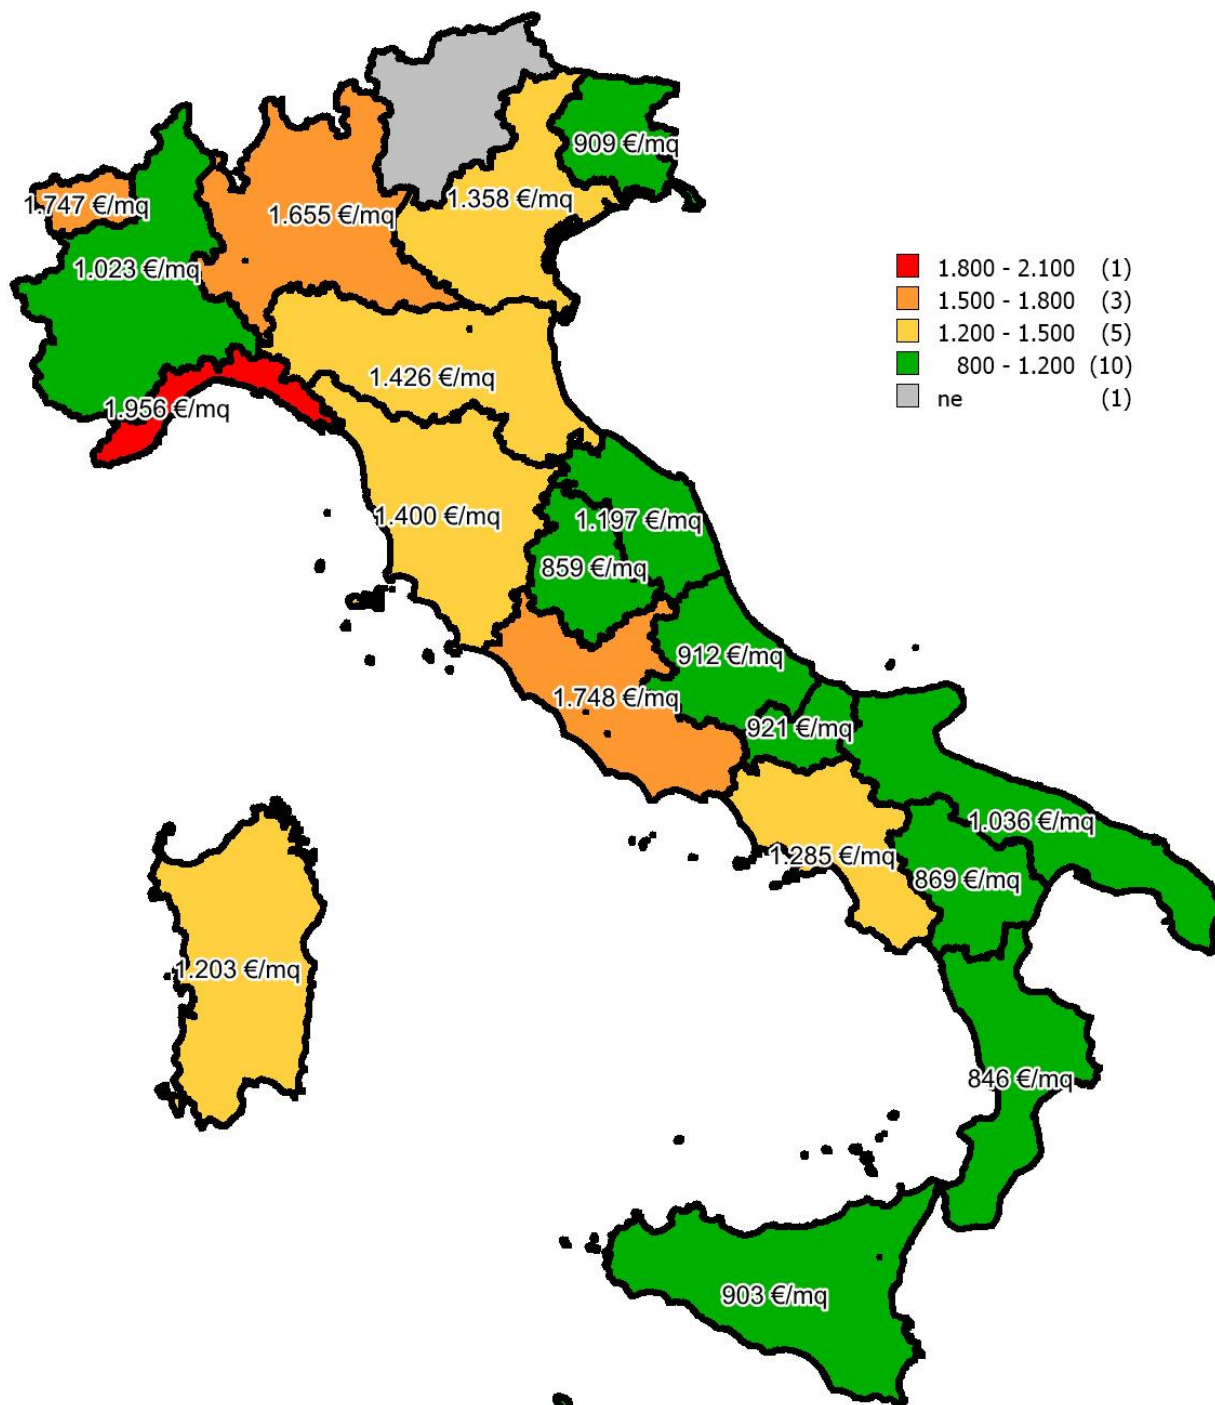 909 €/mq
1.358 €/mq
1.747 €/mq
1.655 €/mq
1.023 €/mq
1.800 - 2.100 (1)
1.500 - 1.800 (3)
1.200 - 1.500 (5)
800 - 1.200 (10)
ne (1)
1.426 €/mq
1.956 €/mq
1.400 €/mq
1.197 €/mq
859 €/mq
912 €/mq
1.748 €/mq
921 €/mq
1.036 €/mq
1.285 €/mq
869 €/mq
1.203 €/mq
846 €/mq
903 €/mq